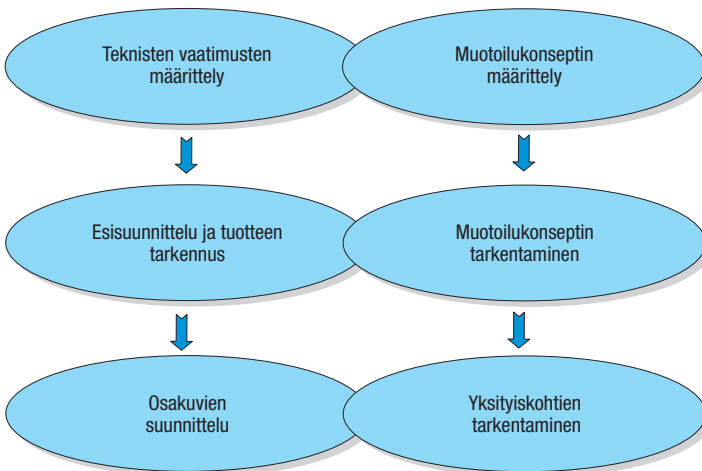 Teknisten vaatimusten
määrittely
Muotoilukonseptin
määrittely
Esisuunnittelu ja tuotteen
tarkennus
Muotoilukonseptin
tarkentaminen
Osakuvien
suunnittelu
Yksityiskohtien
tarkentaminen